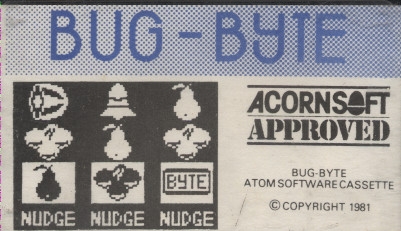 BUG-BYTE
ACORNSOFT
APPROVED
BYTE
NUDGE NUDGE NUDGE
BUG-BYTE
ATOM SOFTWARE CASSETTE
© COPYRIGHT 1981